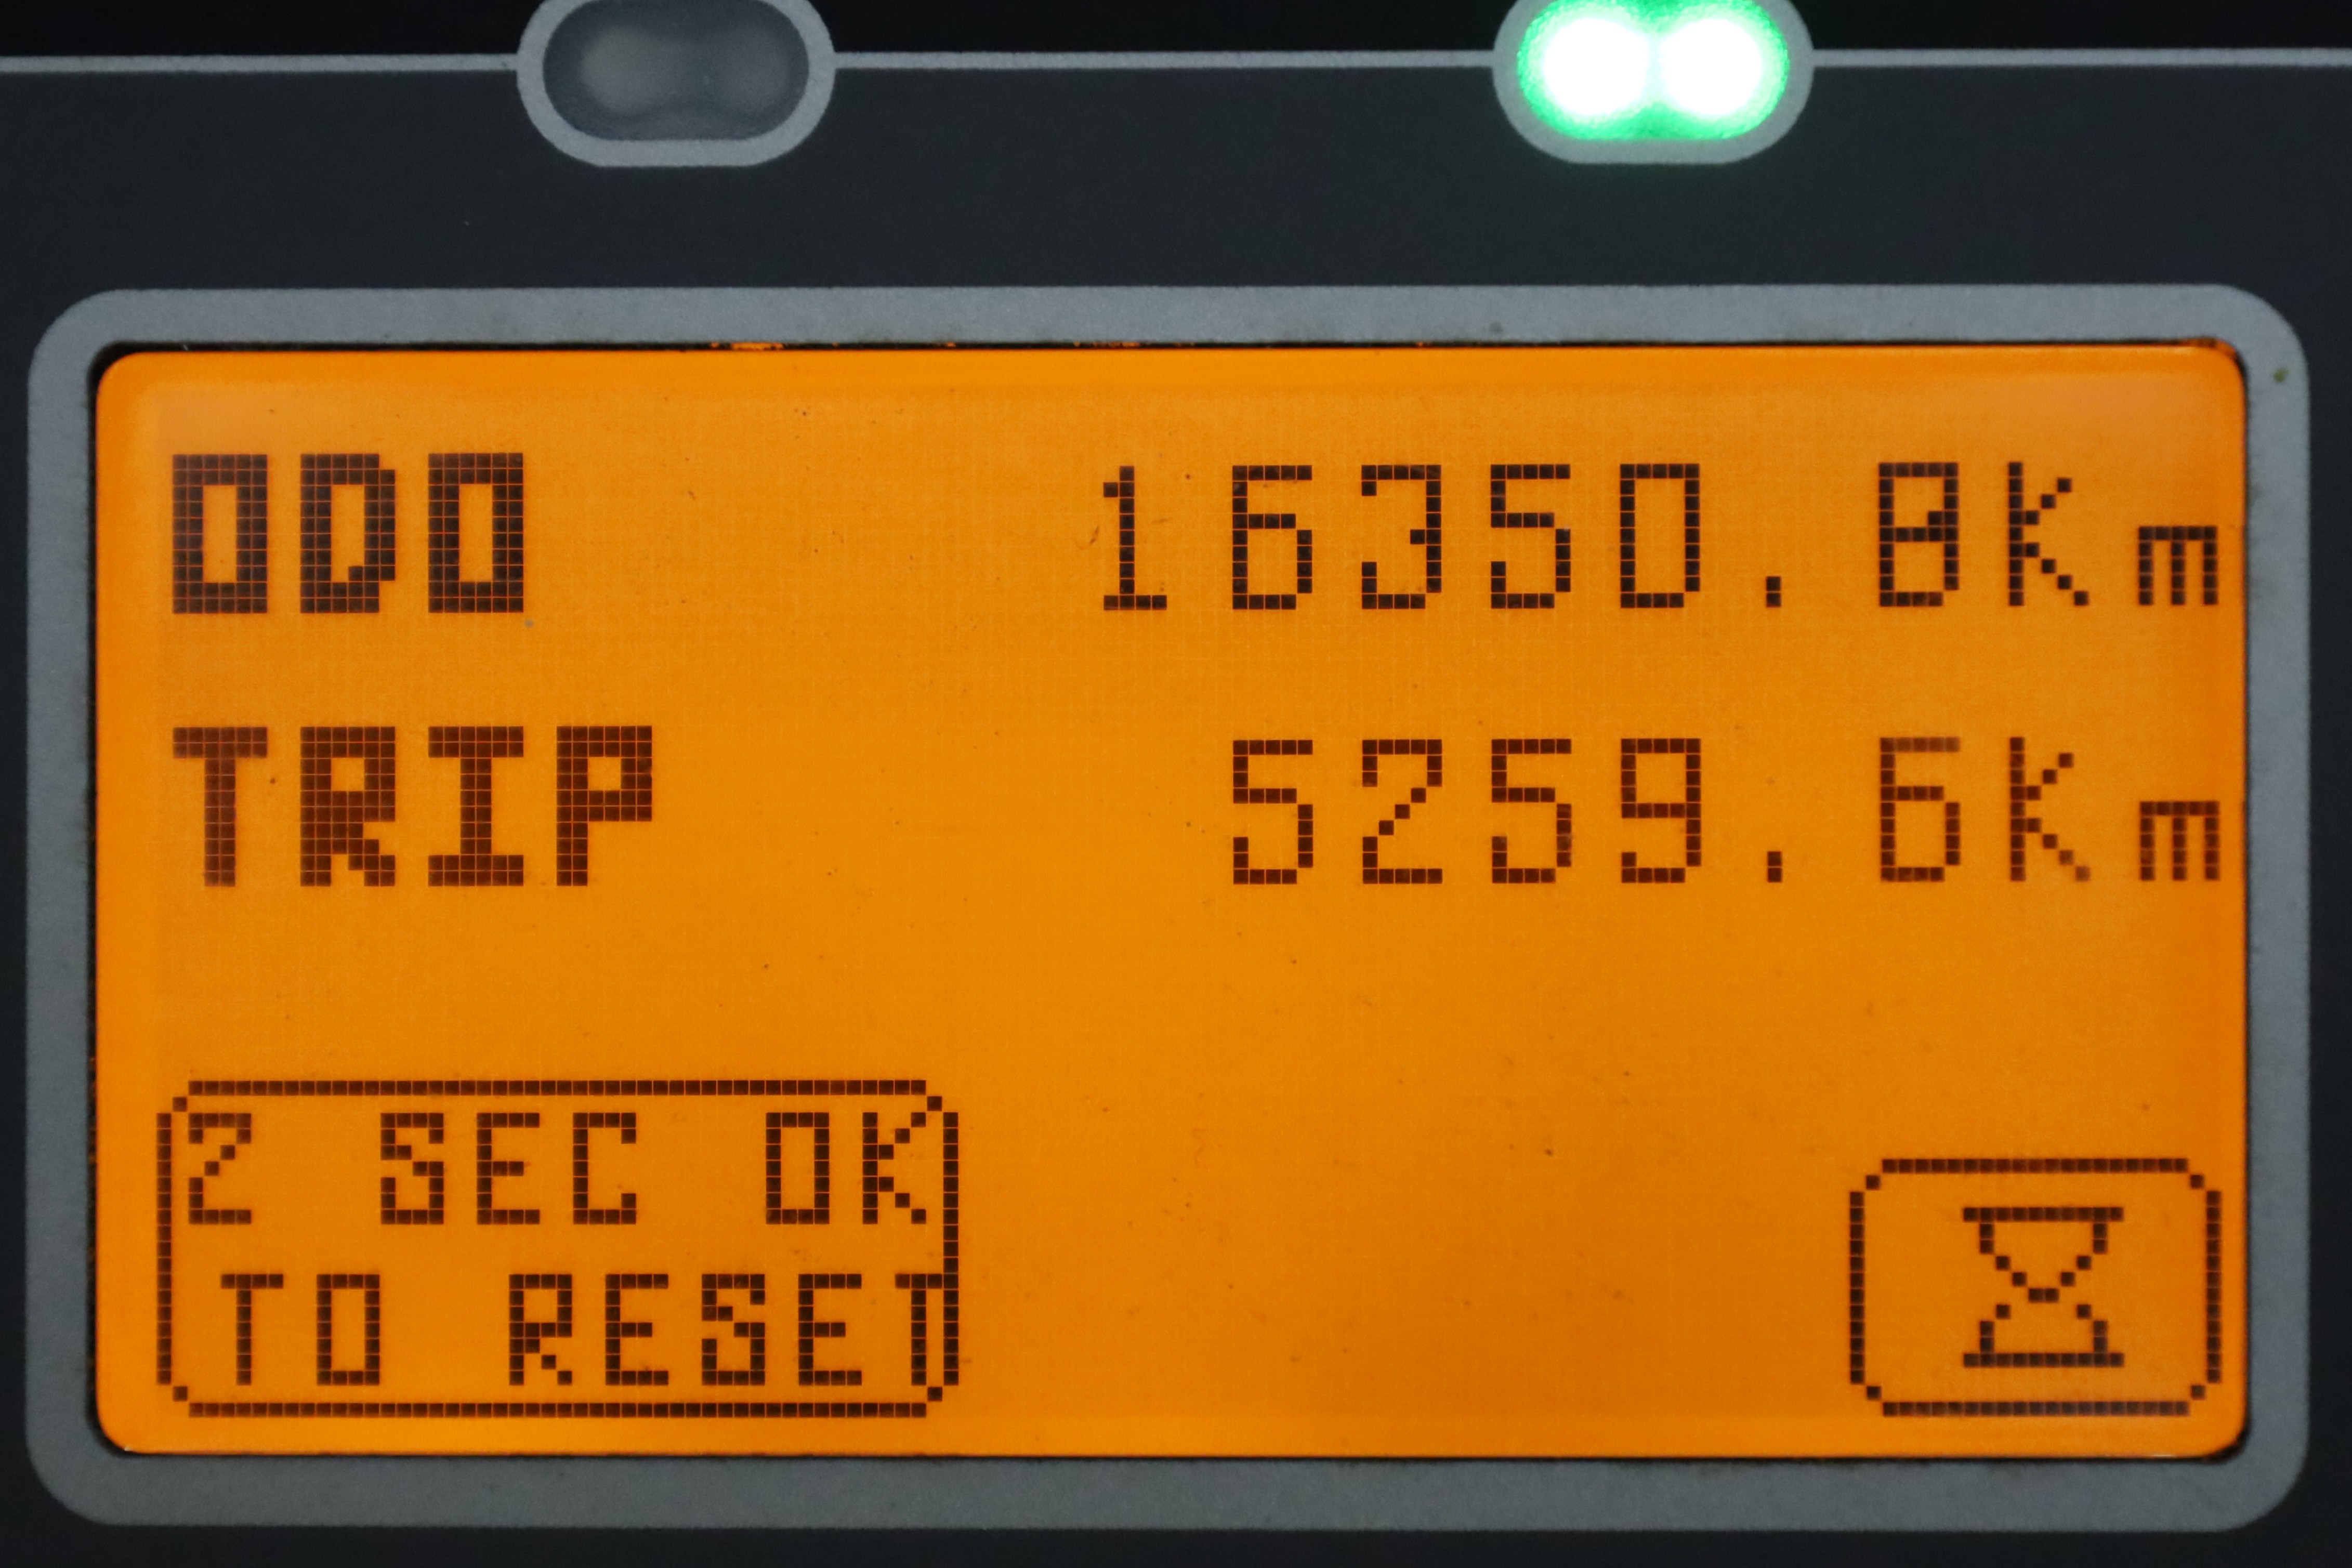 ODO 16350.8Km
TRIP 5259.6Km
2 SEC OK
TO RESET